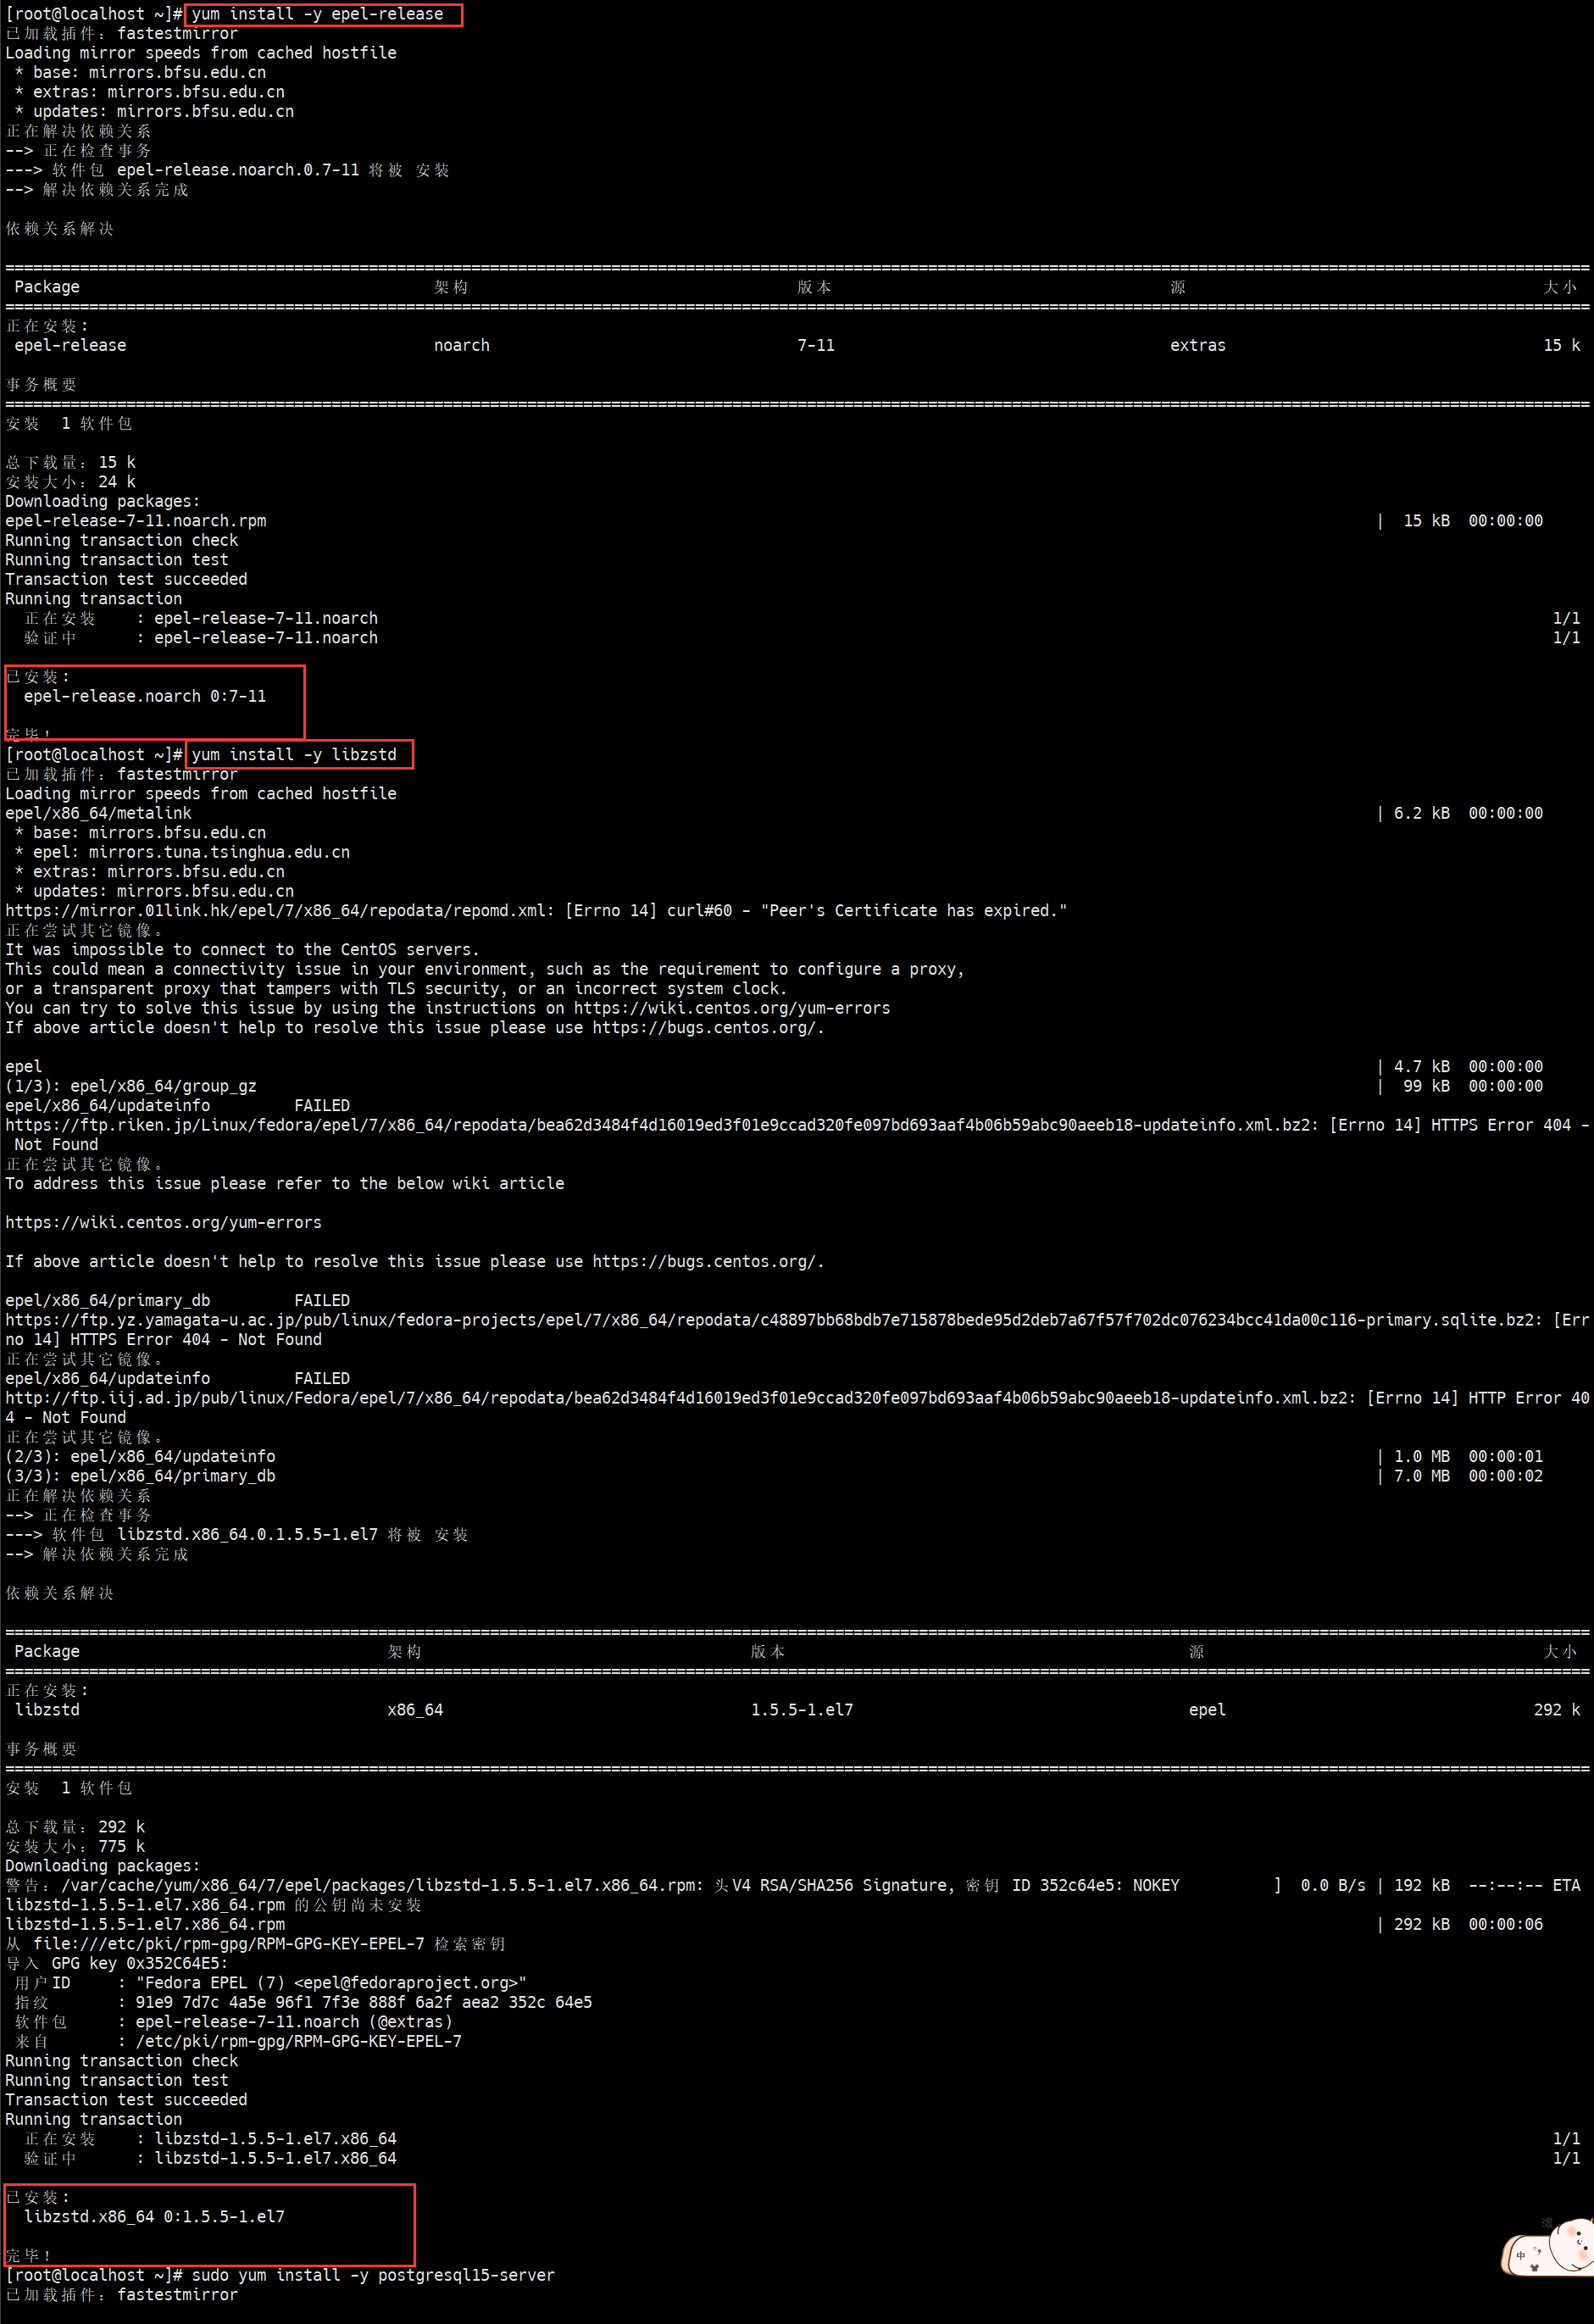 [root@localhost ~]# yum install -y epel-release
已加载插件：fastestmirror
Loading mirror speeds from cached hostfile
 * base: mirrors.bfsu.edu.cn
 * extras: mirrors.bfsu.edu.cn
 * updates: mirrors.bfsu.edu.cn
正在解决依赖关系
--> 正在检查事务
---> 软件包 epel-release.noarch.0.7-11 将被 安装
--> 解决依赖关系完成

依赖关系解决

================================================================================
 Package 架构 版本 源 大小
================================================================================
正在安装:
 epel-release noarch 7-11 extras 15 k

事务概要
================================================================================
安装  1 软件包

总下载量：15 k
安装大小：24 k
Downloading packages:
epel-release-7-11.noarch.rpm |  15 kB  00:00:00
Running transaction check
Running transaction test
Transaction test succeeded
Running transaction
  正在安装    : epel-release-7-11.noarch 1/1
  验证中      : epel-release-7-11.noarch 1/1

已安装:
  epel-release.noarch 0:7-11

完毕！
[root@localhost ~]# yum install -y libzstd
已加载插件：fastestmirror
Loading mirror speeds from cached hostfile
epel/x86_64/metalink | 6.2 kB  00:00:00
 * base: mirrors.bfsu.edu.cn
 * epel: mirrors.tuna.tsinghua.edu.cn
 * extras: mirrors.bfsu.edu.cn
 * updates: mirrors.bfsu.edu.cn
https://mirror.01link.hk/epel/7/x86_64/repodata/repomd.xml: [Errno 14] curl#60 - "Peer's Certificate has expired."
正在尝试其它镜像。
It was impossible to connect to the CentOS servers.
This could mean a connectivity issue in your environment, such as the requirement to configure a proxy,
or a transparent proxy that tampers with TLS security, or an incorrect system clock.
You can try to solve this issue by using the instructions on https://wiki.centos.org/yum-errors
If above article doesn't help to resolve this issue please use https://bugs.centos.org/.

epel | 4.7 kB  00:00:00
(1/3): epel/x86_64/group_gz |  99 kB  00:00:00
epel/x86_64/updateinfo         FAILED
https://ftp.riken.jp/Linux/fedora/epel/7/x86_64/repodata/bea62d3484f4d16019ed3f01e9ccad320fe097bd693aaf4b06b59abc90aeeb18-updateinfo.xml.bz2: [Errno 14] HTTPS Error 404 -
 Not Found
正在尝试其它镜像。
To address this issue please refer to the below wiki article

https://wiki.centos.org/yum-errors

If above article doesn't help to resolve this issue please use https://bugs.centos.org/.

epel/x86_64/primary_db         FAILED
https://ftp.yz.yamagata-u.ac.jp/pub/linux/fedora-projects/epel/7/x86_64/repodata/c48897bb68bdb7e715878bede95d2deb7a67f57f702dc076234bcc41da00c116-primary.sqlite.bz2: [Err
no 14] HTTPS Error 404 - Not Found
正在尝试其它镜像。
epel/x86_64/updateinfo         FAILED
http://ftp.iij.ad.jp/pub/linux/Fedora/epel/7/x86_64/repodata/bea62d3484f4d16019ed3f01e9ccad320fe097bd693aaf4b06b59abc90aeeb18-updateinfo.xml.bz2: [Errno 14] HTTP Error 40
4 - Not Found
正在尝试其它镜像。
(2/3): epel/x86_64/updateinfo | 1.0 MB  00:00:01
(3/3): epel/x86_64/primary_db | 7.0 MB  00:00:02
正在解决依赖关系
--> 正在检查事务
---> 软件包 libzstd.x86_64.0.1.5.5-1.el7 将被 安装
--> 解决依赖关系完成

依赖关系解决

================================================================================
 Package 架构 版本 源 大小
================================================================================
正在安装:
 libzstd x86_64 1.5.5-1.el7 epel 292 k

事务概要
================================================================================
安装  1 软件包

总下载量：292 k
安装大小：775 k
Downloading packages:
警告：/var/cache/yum/x86_64/7/epel/packages/libzstd-1.5.5-1.el7.x86_64.rpm: 头V4 RSA/SHA256 Signature, 密钥 ID 352c64e5: NOKEY ]  0.0 B/s | 192 kB  --:--:-- ETA
libzstd-1.5.5-1.el7.x86_64.rpm 的公钥尚未安装
libzstd-1.5.5-1.el7.x86_64.rpm | 292 kB  00:00:06
从 file:///etc/pki/rpm-gpg/RPM-GPG-KEY-EPEL-7 检索密钥
导入 GPG key 0x352C64E5:
 用户ID     : "Fedora EPEL (7) <epel@fedoraproject.org>"
 指纹       : 91e9 7d7c 4a5e 96f1 7f3e 888f 6a2f aea2 352c 64e5
 软件包     : epel-release-7-11.noarch (@extras)
 来自       : /etc/pki/rpm-gpg/RPM-GPG-KEY-EPEL-7
Running transaction check
Running transaction test
Transaction test succeeded
Running transaction
  正在安装    : libzstd-1.5.5-1.el7.x86_64 1/1
  验证中      : libzstd-1.5.5-1.el7.x86_64 1/1

已安装:
  libzstd.x86_64 0:1.5.5-1.el7

完毕！
[root@localhost ~]# sudo yum install -y postgresql15-server
已加载插件：fastestmirror
中 °,